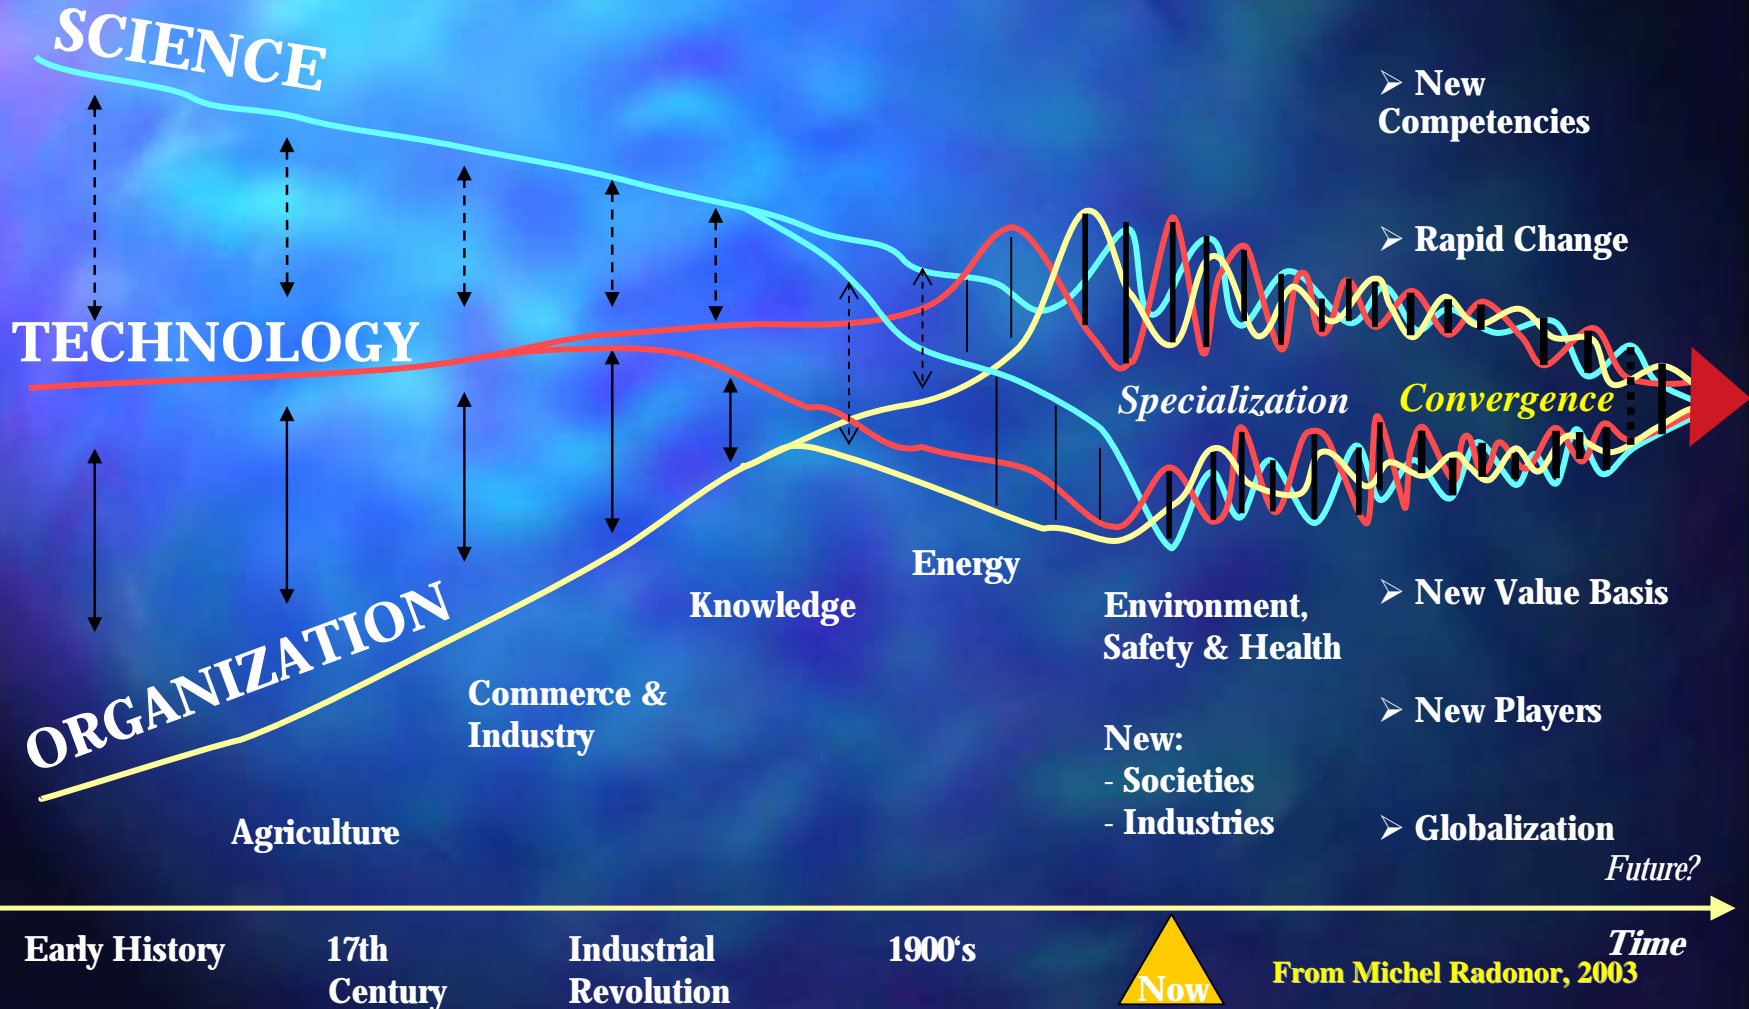 SCIENCE
TECHNOLOGY
ORGANIZATION
➢ New
Competencies
➢ Rapid Change
Specialization
Convergence
Energy
Knowledge
Environment,
Safety & Health
➢ New Value Basis
Commerce &
Industry
➢ New Players
New:
- Societies
- Industries
Agriculture
➢ Globalization
Future?
Early History
17th
Century
Industrial
Revolution
1900‘s
Now
Time
From Michel Radonor, 2003